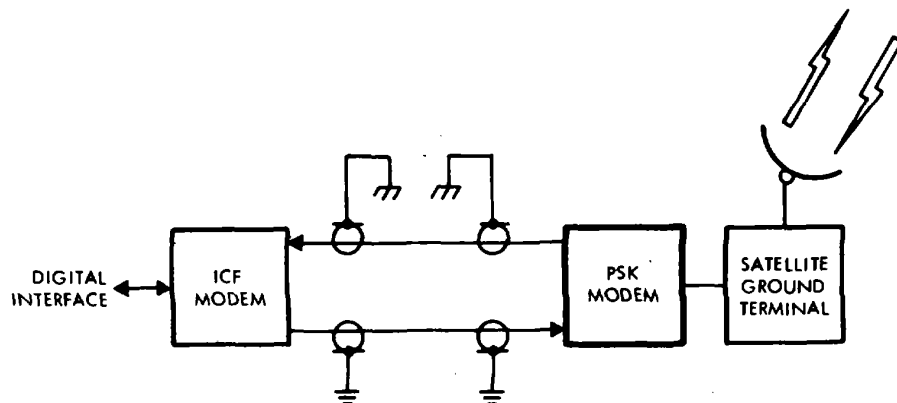 DIGITAL
INTERFACE
ICF
MODEM
PSK
MODEM
SATELLITE
GROUND
TERMINAL